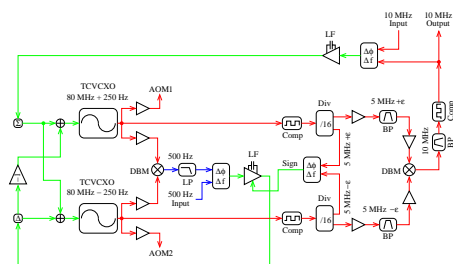 10 MHz
Input
10 MHz
Output
LF
Δϕ
Δf
TCVCXO
80 MHz + 250 Hz
AOM1
Σ
Comp
Div
/16
5 MHz+ε
BP
10 MHz
BP
500 Hz
LF
DBM
LP
500 Hz
Input
Δϕ
Δf
Sign
5 MHz +ε
Δϕ
Δf
5 MHz −ε
DBM
TCVCXO
80 MHz − 250 Hz
Δ
Comp
Div
/16
5 MHz −ε
BP
AOM2